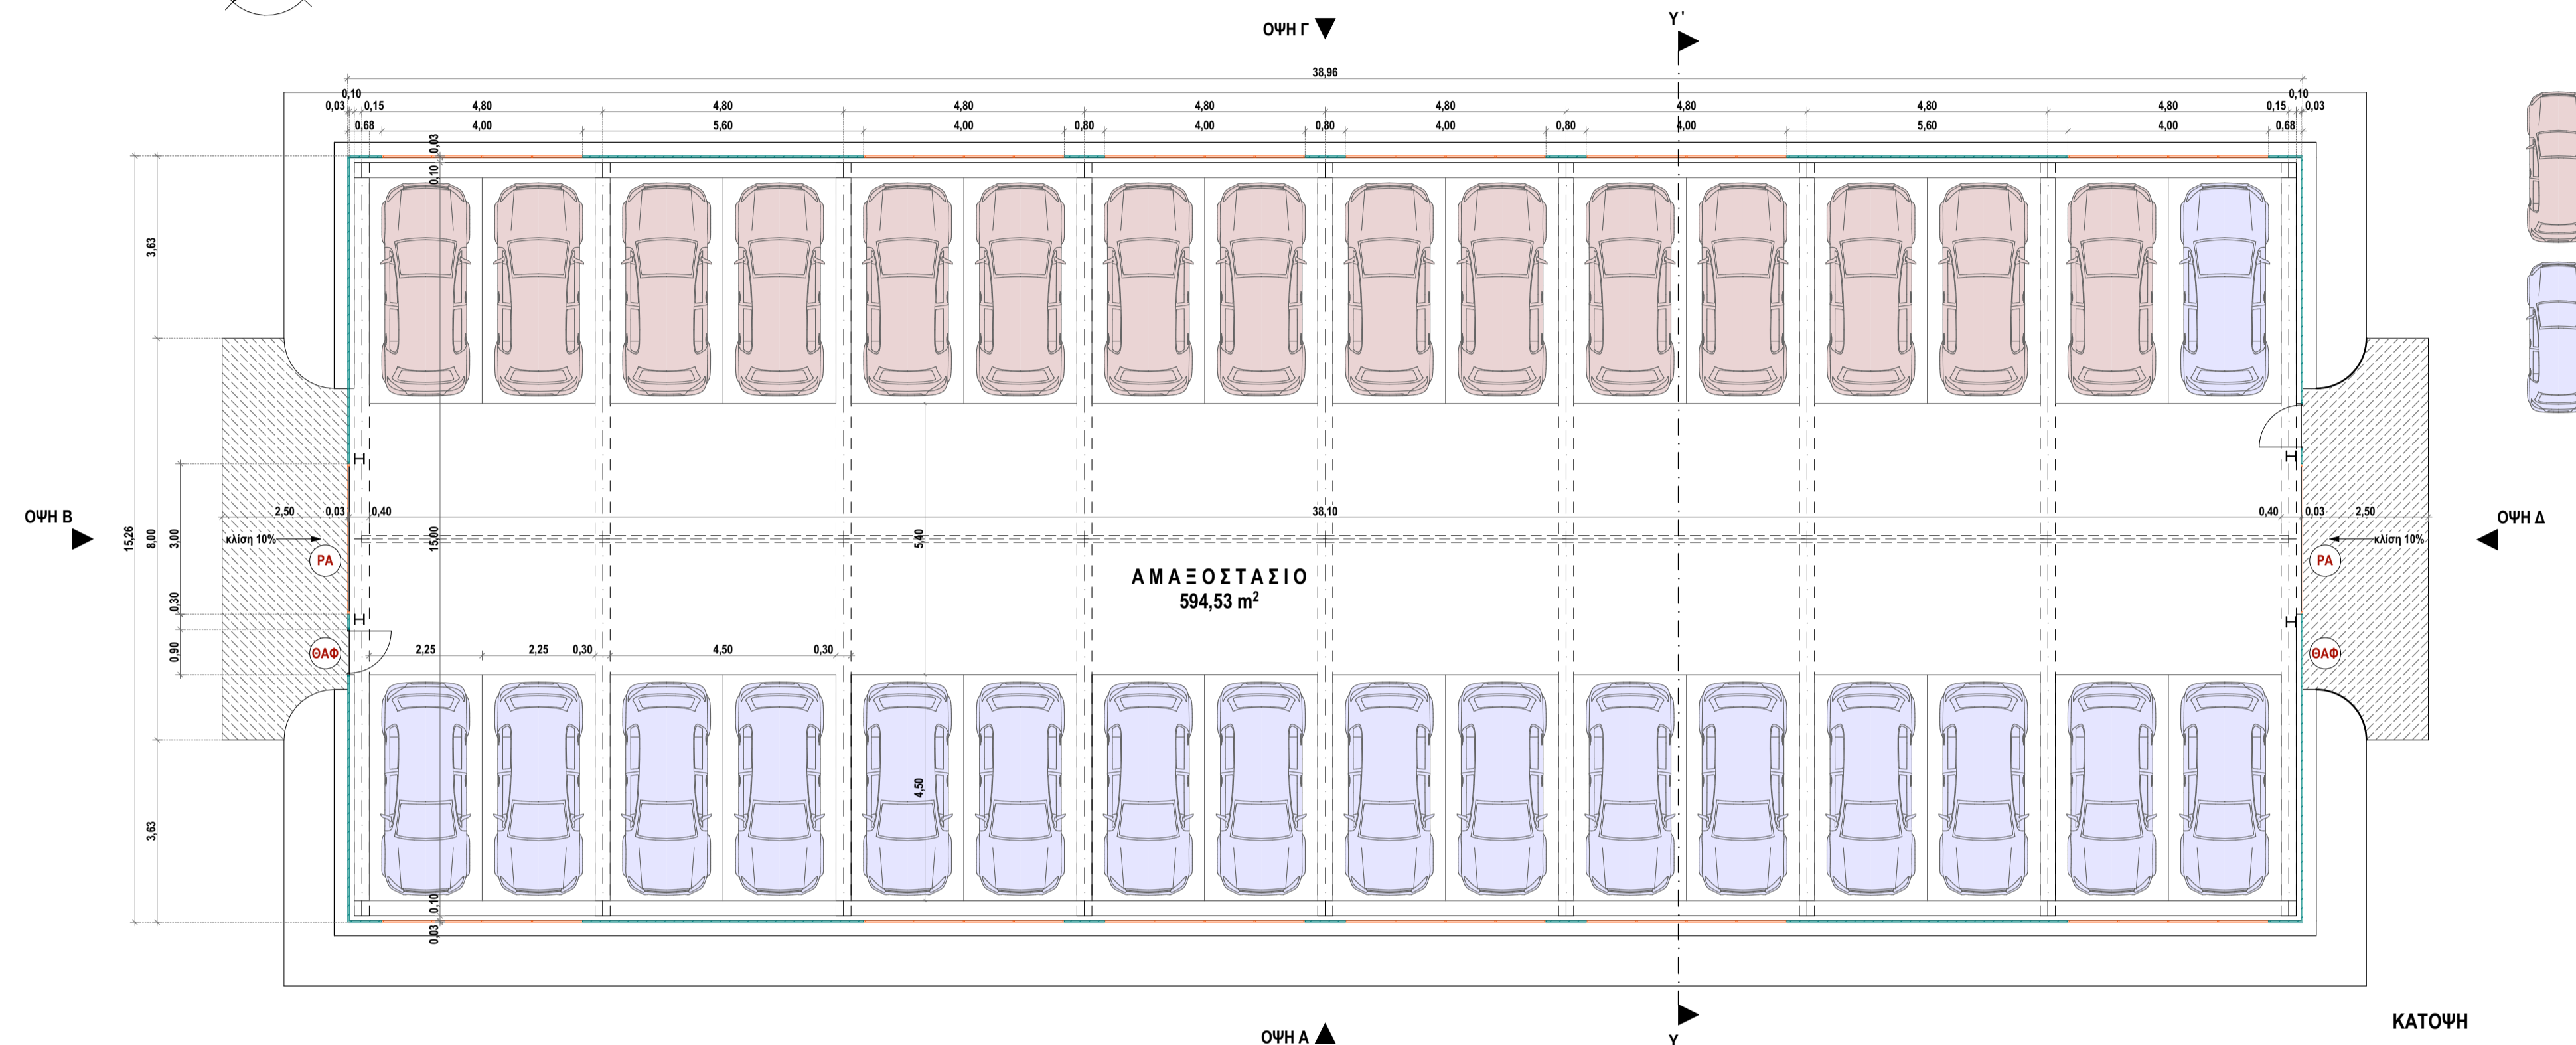 ΟΨΗ Γ
Υ'
38,96
0,10 0,10
0,03 0,15 4,80 4,80 4,80 4,80 4,80 4,80 4,80 4,80 0,15 0,03
0,68 4,00 5,60 4,00 0,80 4,00 0,80 4,00 0,80 4,00 5,60 4,00 0,68
0,03
0,10
3,63
ΟΨΗ Β
2,50 0,03 0,40 38,10 0,40 0,03 2,50
ΟΨΗ Δ
15,26
8,00
3,00
κλίση 10%
15,00
5,40
κλίση 10%
ΡΑ
ΡΑ
ΑΜΑΞΟΣΤΑΣΙΟ
594,53 m²
0,30
0,90
ΘΑΦ
2,25 2,25 0,30 4,50 0,30
ΘΑΦ
4,50
3,63
0,10
0,03
ΚΑΤΟΨΗ
ΟΨΗ Α
Υ